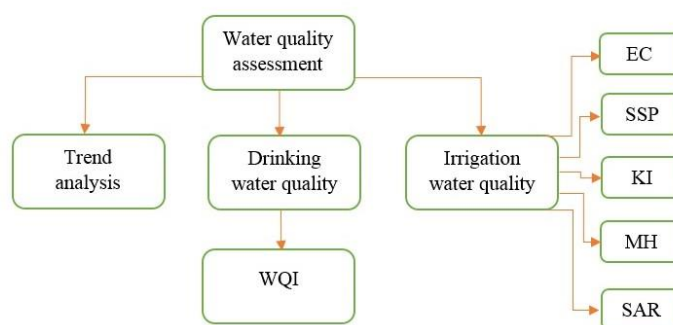 Water quality
assessment
Trend
analysis
Drinking
water quality
Irrigation
water quality
WQI
EC
SSP
KI
MH
SAR